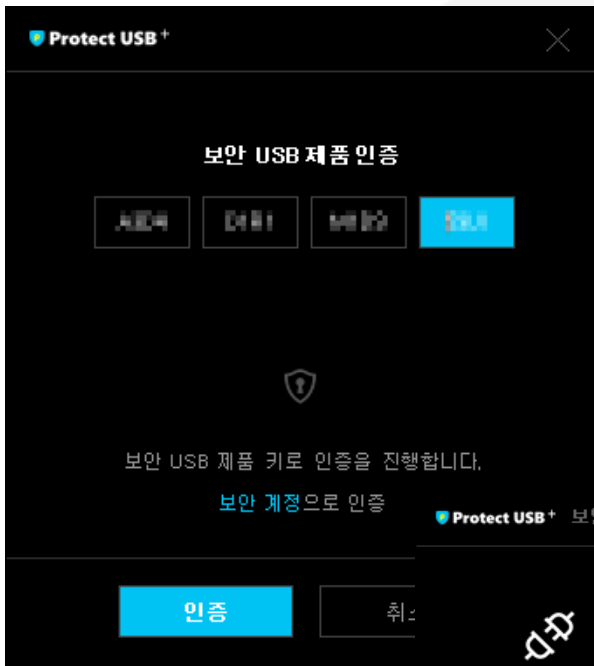 Protect USB+
보안 USB 제품 인증
보안 USB 제품 키로 인증을 진행합니다.
보안 계정으로 인증
Protect USB+
인증